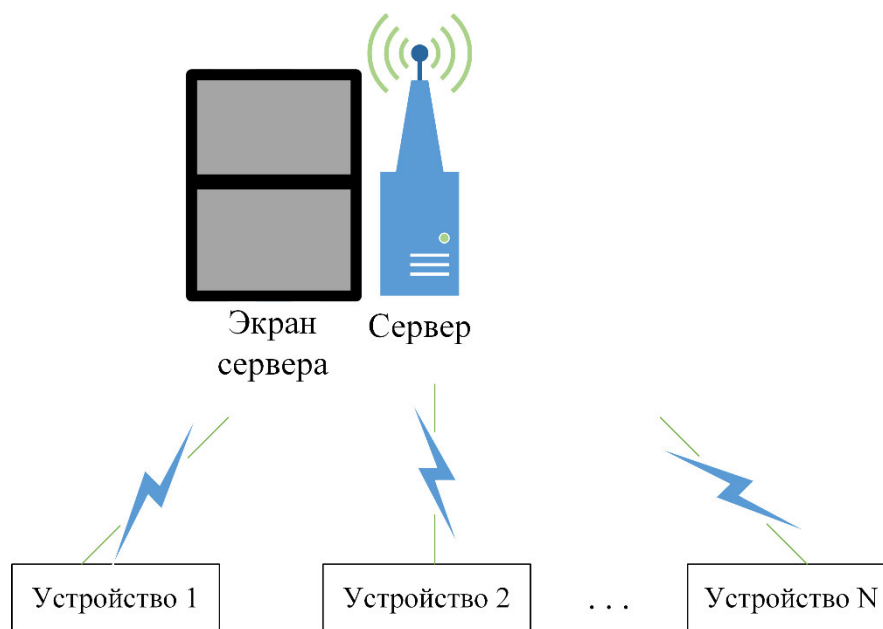 Экран
сервера
Сервер
Устройство 1
Устройство 2
. . .
Устройство N